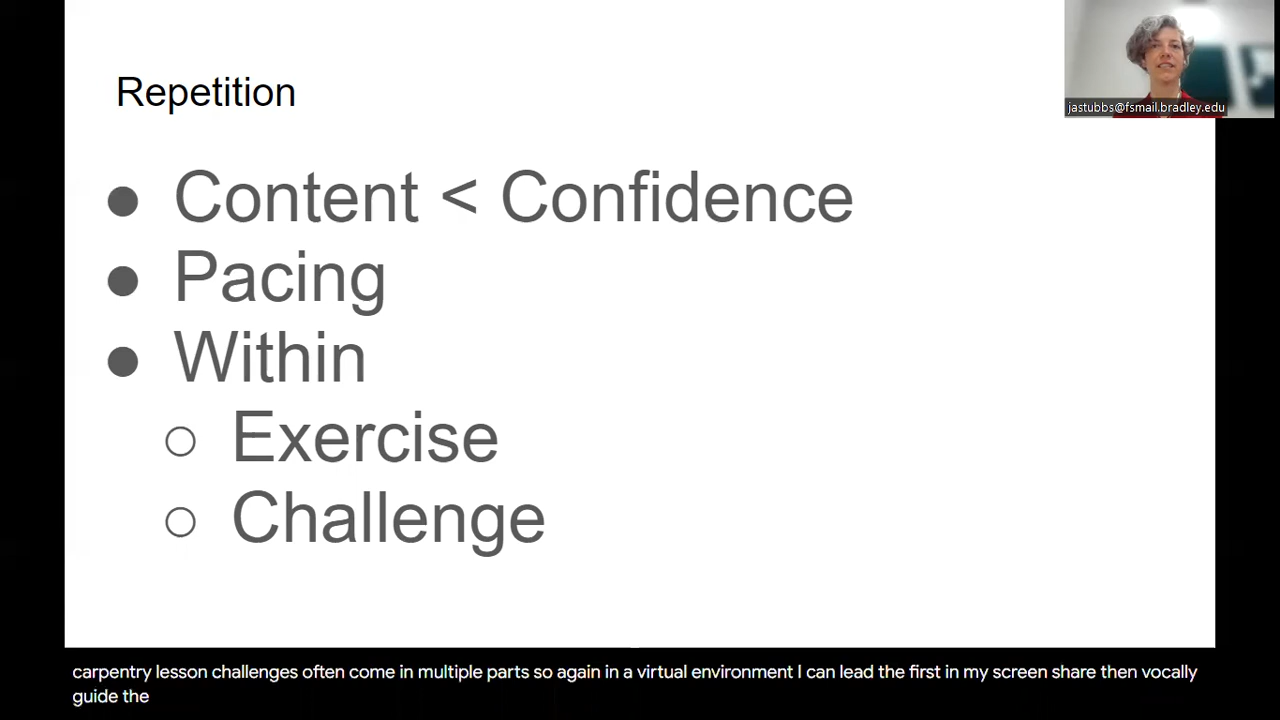 Repetition
jastubbs@fsmail.bradley.edu
● Content < Confidence
● Pacing
● Within
○ Exercise
○ Challenge
carpentry lesson challenges often come in multiple parts so again in a virtual environment I can lead the first in my screen share then vocally
guide the